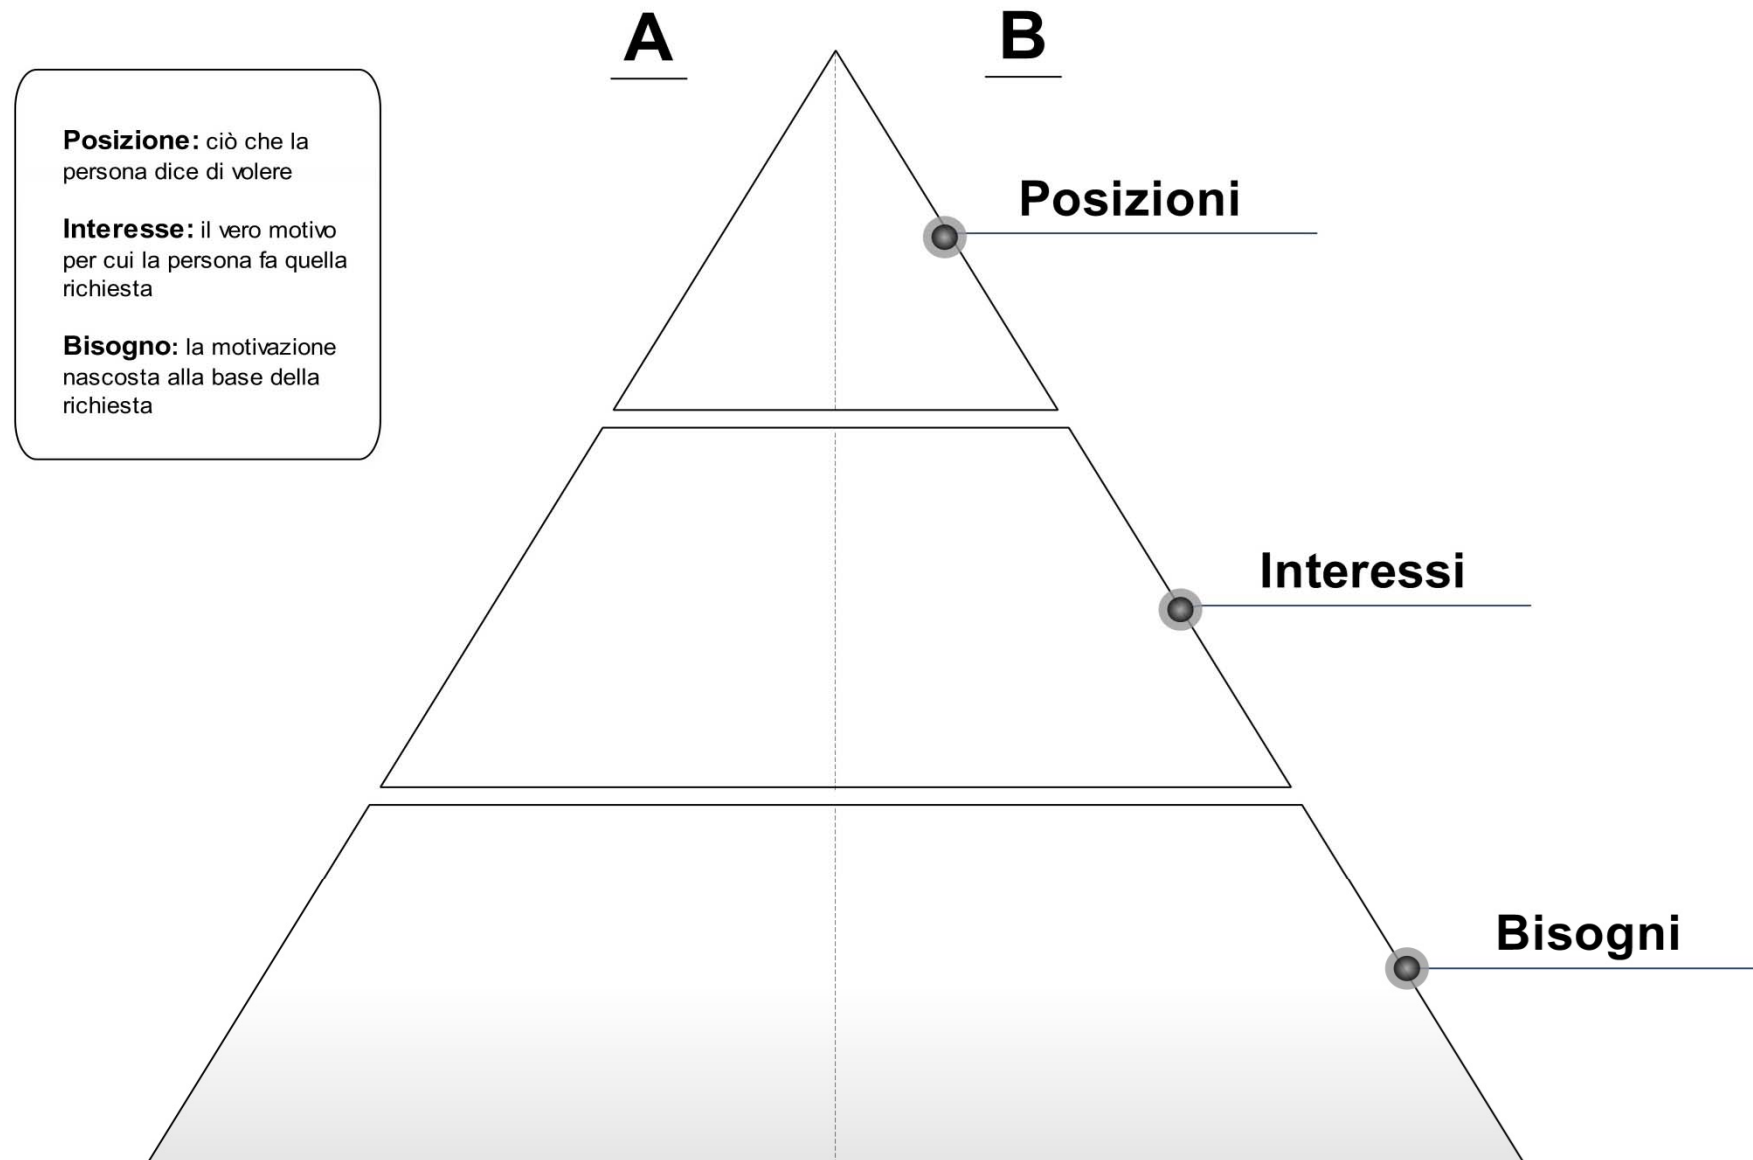 A
B
Posizione: ciò che la
persona dice di volere
Interesse: il vero motivo
per cui la persona fa quella
richiesta
Bisogno: la motivazione
nascosta alla base della
richiesta
Posizioni
Interessi
Bisogni